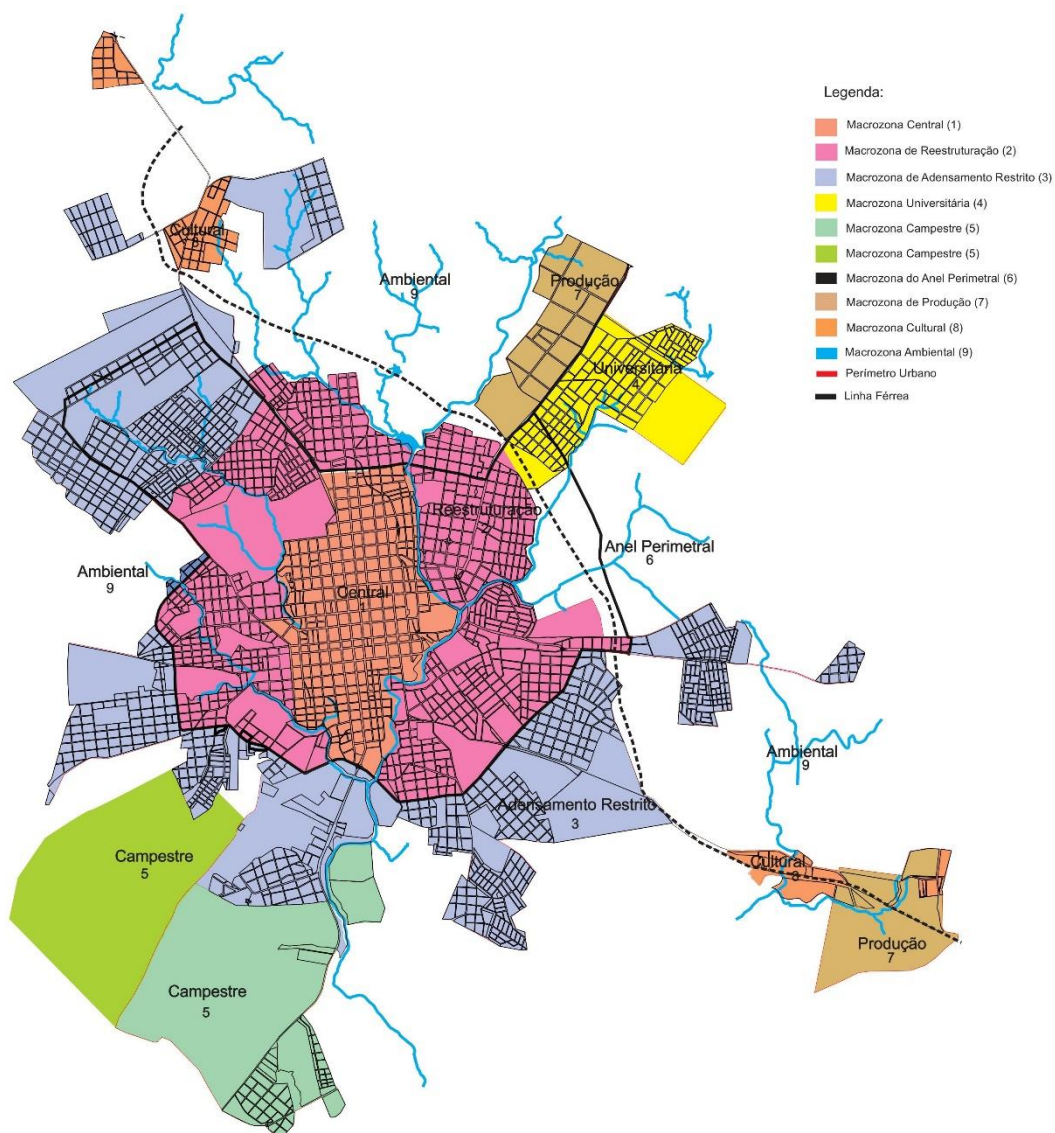 Legenda:
Macrozona Central (1)
Macrozona de Reestruturação (2)
Macrozona de Adensamento Restrito (3)
Macrozona Universitária (4)
Macrozona Campestre (5)
Macrozona Campestre (5)
Macrozona do Anel Perimetral (6)
Macrozona de Produção (7)
Macrozona Cultural (8)
Macrozona Ambiental (9)
Perímetro Urbano
Linha Férrea
Cultural
8
Ambiental
9
Produção
7
Universitária
4
Reestruturação
2
Anel Perimetral
6
Ambiental
9
Central
1
Ambiental
9
Adensamento Restrito
3
Campestre
5
Cultural
8
Produção
7
Campestre
5